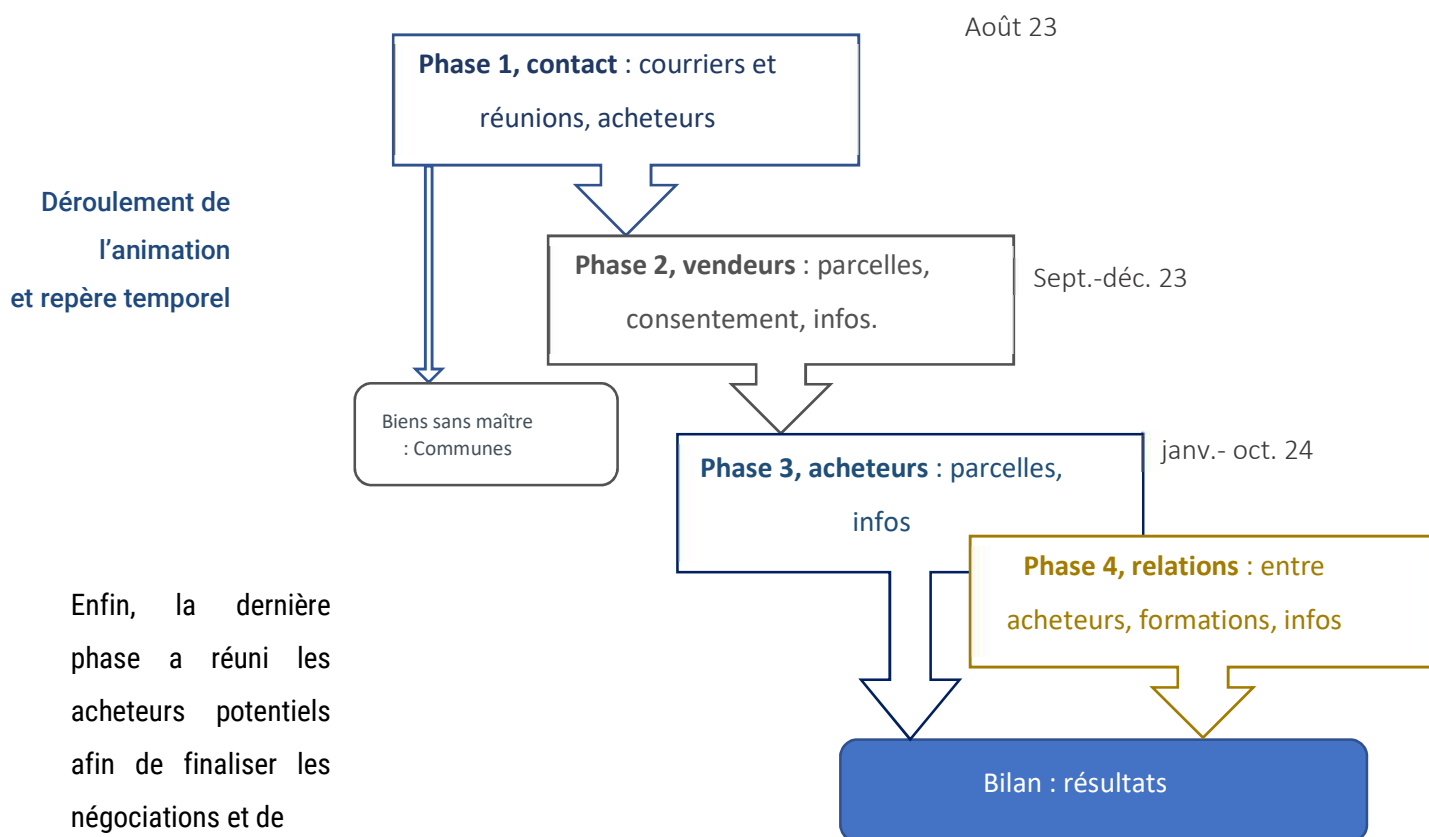 Août 23
Phase 1, contact : courriers et
réunions, acheteurs
Déroulement de
l’animation
et repère temporel
Phase 2, vendeurs : parcelles,
consentement, infos.
Sept.-déc. 23
Biens sans maître
: Communes
Phase 3, acheteurs : parcelles,
infos
janv.- oct. 24
Phase 4, relations : entre
acheteurs, formations, infos
Enfin, la dernière
phase a réuni les
acheteurs potentiels
afin de finaliser les
négociations et de
Bilan : résultats